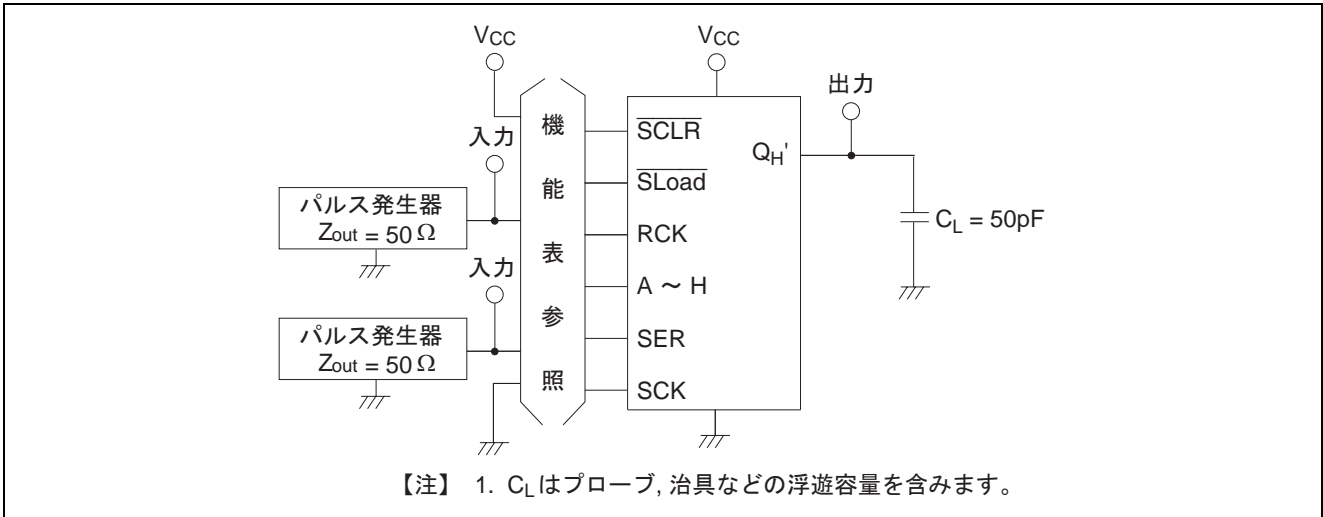 VCC
VCC
出力
入力
機能表参照
SCLR
QH'
SLoad
パルス発生器
Zout = 50 Ω
RCK
CL = 50pF
入力
A ~ H
パルス発生器
Zout = 50 Ω
SER
SCK
【注】 1. CLはプローブ, 治具などの浮遊容量を含みます。